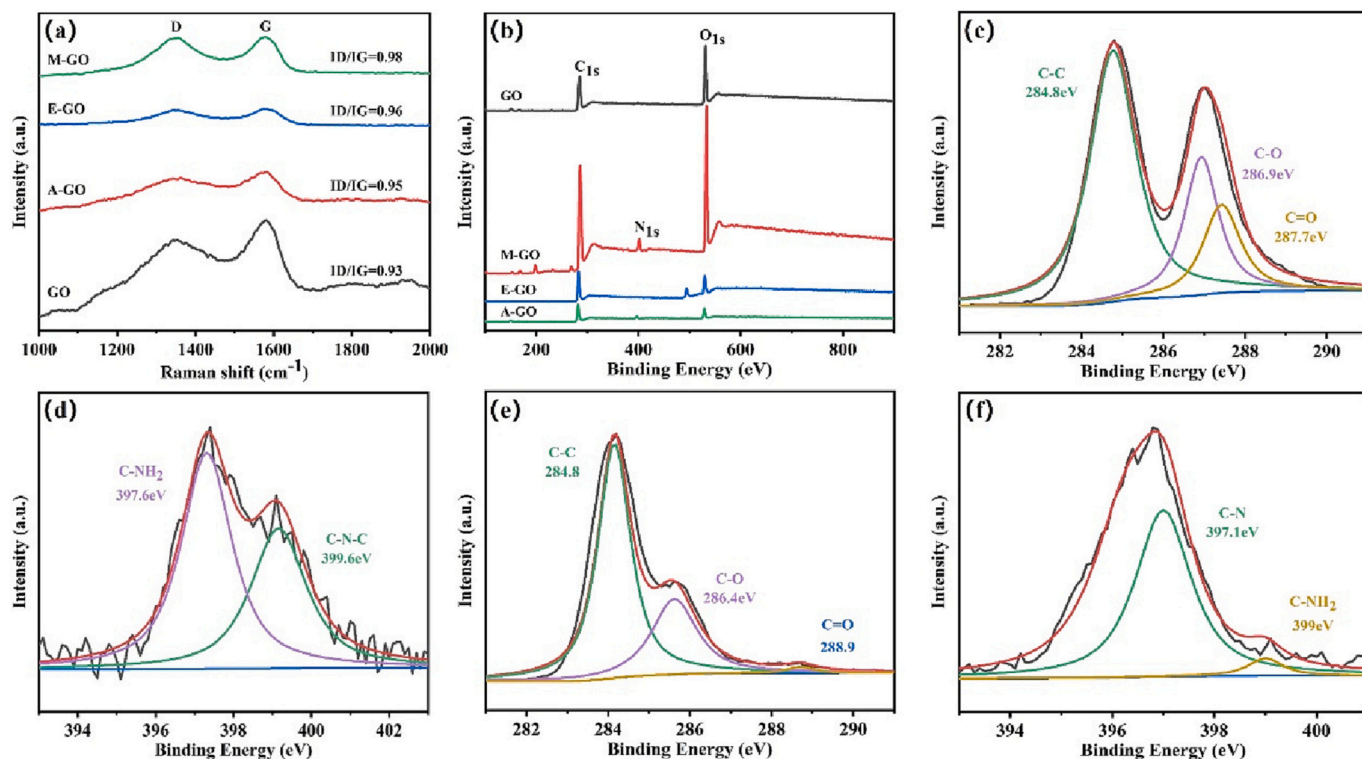 (a)
D
G
M-GO
ID/IG=0.98
E-GO
ID/IG=0.96
A-GO
ID/IG=0.95
GO
ID/IG=0.93
Intensity (a.u.)
1000 1200 1400 1600 1800 2000
Raman shift (cm⁻¹)
(b)
O1s
C1s
GO
N1s
M-GO
E-GO
A-GO
Intensity (a.u.)
200 400 600 800
Binding Energy (eV)
(c)
C-C
284.8eV
C-O
286.9eV
C=O
287.7eV
Intensity (a.u.)
282 284 286 288 290
Binding Energy (eV)
(d)
C-NH₂
397.6eV
C-N-C
399.6eV
Intensity (a.u.)
394 396 398 400 402
Binding Energy (eV)
(e)
C-C
284.8
C-O
286.4eV
C=O
288.9
Intensity (a.u.)
282 284 286 288 290
Binding Energy (eV)
(f)
C-N
397.1eV
C-NH₂
399eV
Intensity (a.u.)
394 396 398 400
Binding Energy (eV)